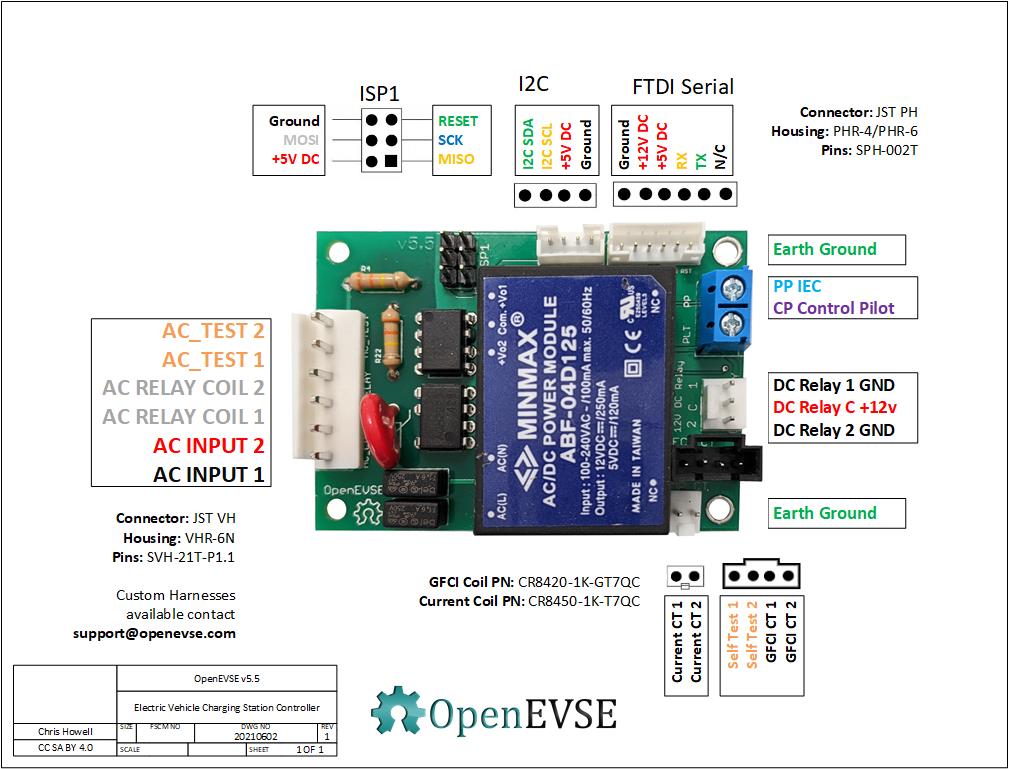 ISP1
I2C
FTDI Serial
Ground
MOSI
+5V DC
RESET
SCK
MISO
I2C SDA
I2C SCL
+5V DC
Ground
Ground
+12V DC
+5V DC
RX
TX
N/C
Connector: JST PH
Housing: PHR-4/PHR-6
Pins: SPH-002T
v5.5
SP1
RST
R22
PP
PLT
12V DC Relay
2 C 1
OpenEVSE
AC(L)
AC(N)
+Vo2 Com. +Vo1
MINMAX®
AC/DC POWER MODULE
ABF-04D125
Input : 100-240VAC ~ /100mA max. 50/60Hz
Output : 12VDC⎓/250mA
5VDC⎓/120mA
MADE IN TAIWAN
NC
NC
Earth Ground
PP IEC
CP Control Pilot
DC Relay 1 GND
DC Relay C +12v
DC Relay 2 GND
Earth Ground
AC_TEST 2
AC_TEST 1
AC RELAY COIL 2
AC RELAY COIL 1
AC INPUT 2
AC INPUT 1
Connector: JST VH
Housing: VHR-6N
Pins: SVH-21T-P1.1
Custom Harnesses
available contact
support@openevse.com
GFCI Coil PN: CR8420-1K-GT7QC
Current Coil PN: CR8450-1K-T7QC
Current CT 1
Current CT 2
Self Test 1
Self Test 2
GFCI CT 1
GFCI CT 2
OpenEVSE v5.5
Electric Vehicle Charging Station Controller
Chris Howell
CC SA BY 4.0
SIZE
FSCM NO
DWG NO
20210602
REV
1
SCALE
SHEET
1 OF 1
OpenEVSE